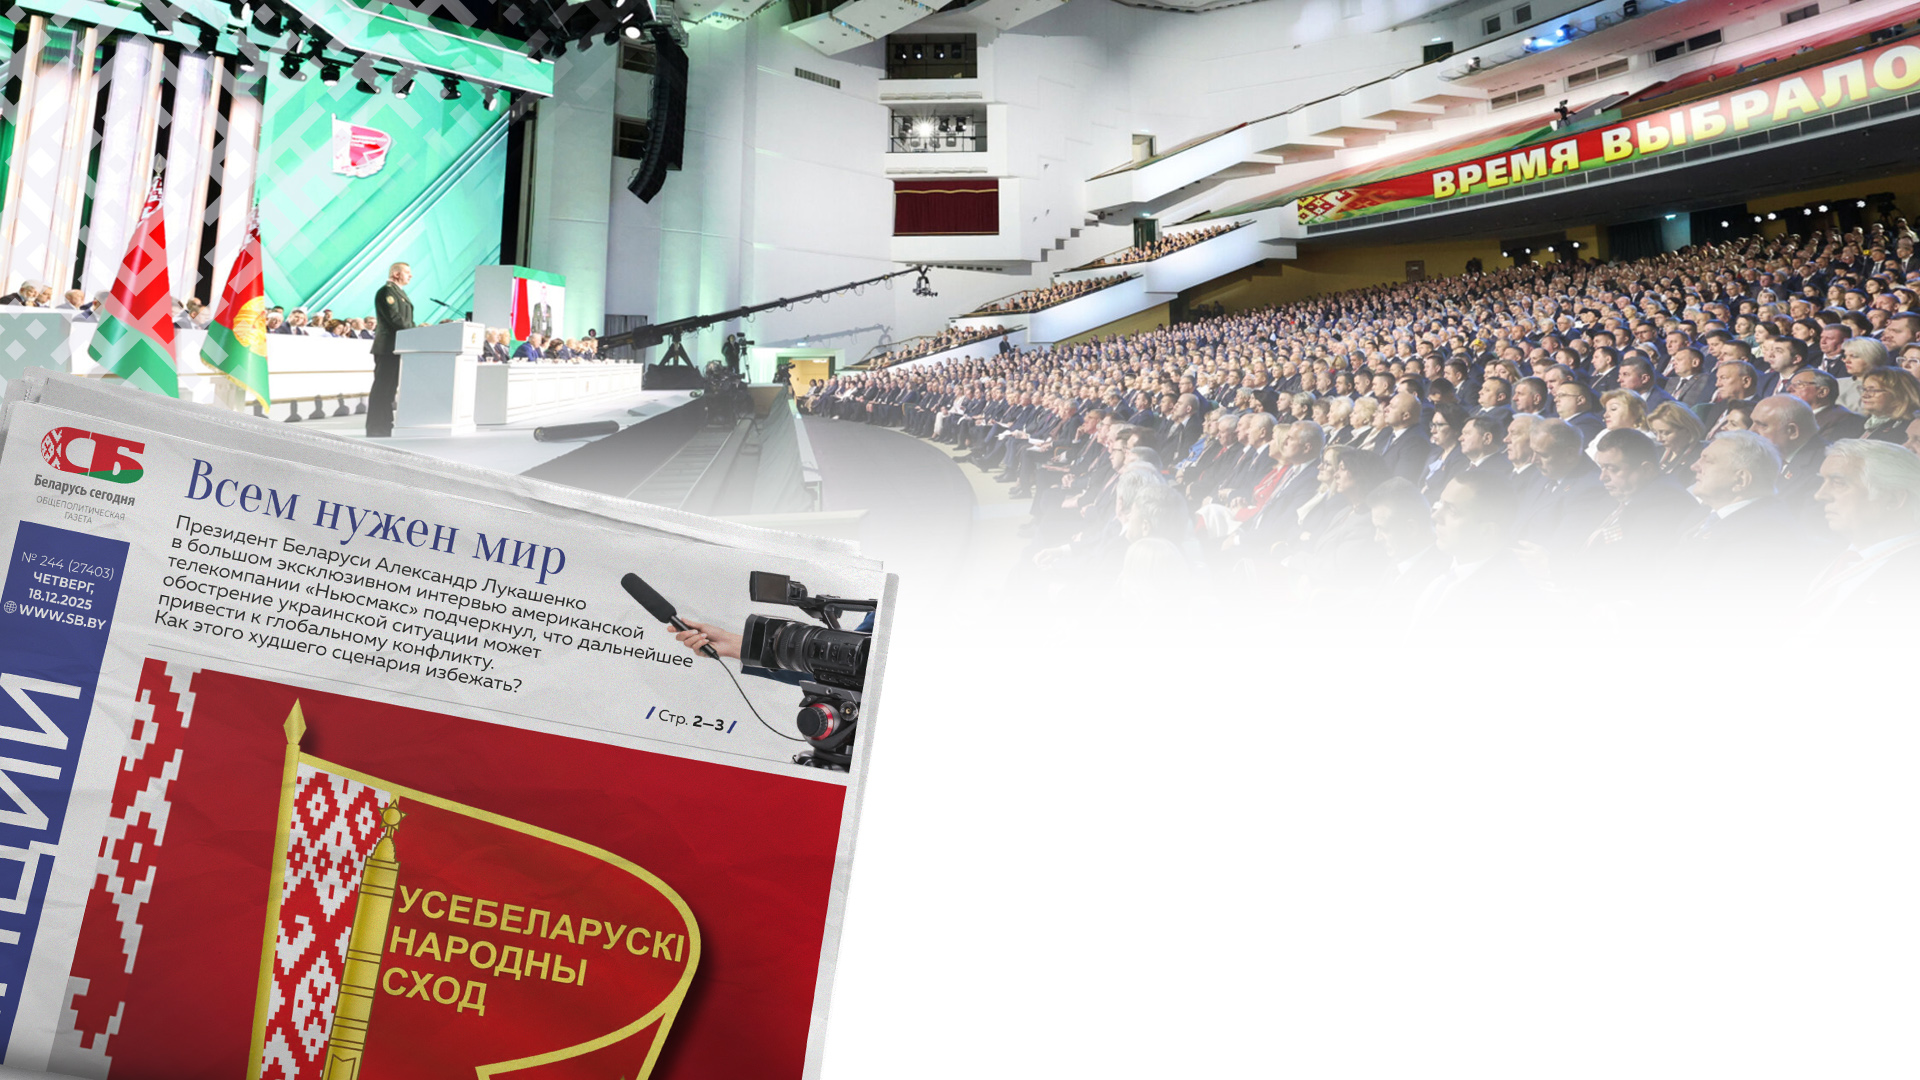 ВРЕМЯ ВЫБРАЛО
СБ
Беларусь сегодня
ОБЩЕПОЛИТИЧЕСКАЯ
ГАЗЕТА
№ 244 (27403)
ЧЕТВЕРГ,
18.12.2025
WWW.SB.BY
Всем нужен мир
Президент Беларуси Александр Лукашенко
в большом эксклюзивном интервью американской
телекомпании «Ньюсмакс» подчеркнул, что дальнейшее
обострение украинской ситуации может
привести к глобальному конфликту.
Как этого худшего сценария избежать?
/ Стр. 2—3 /
УСЕБЕЛАРУСКІ
НАРОДНЫ
СХОД